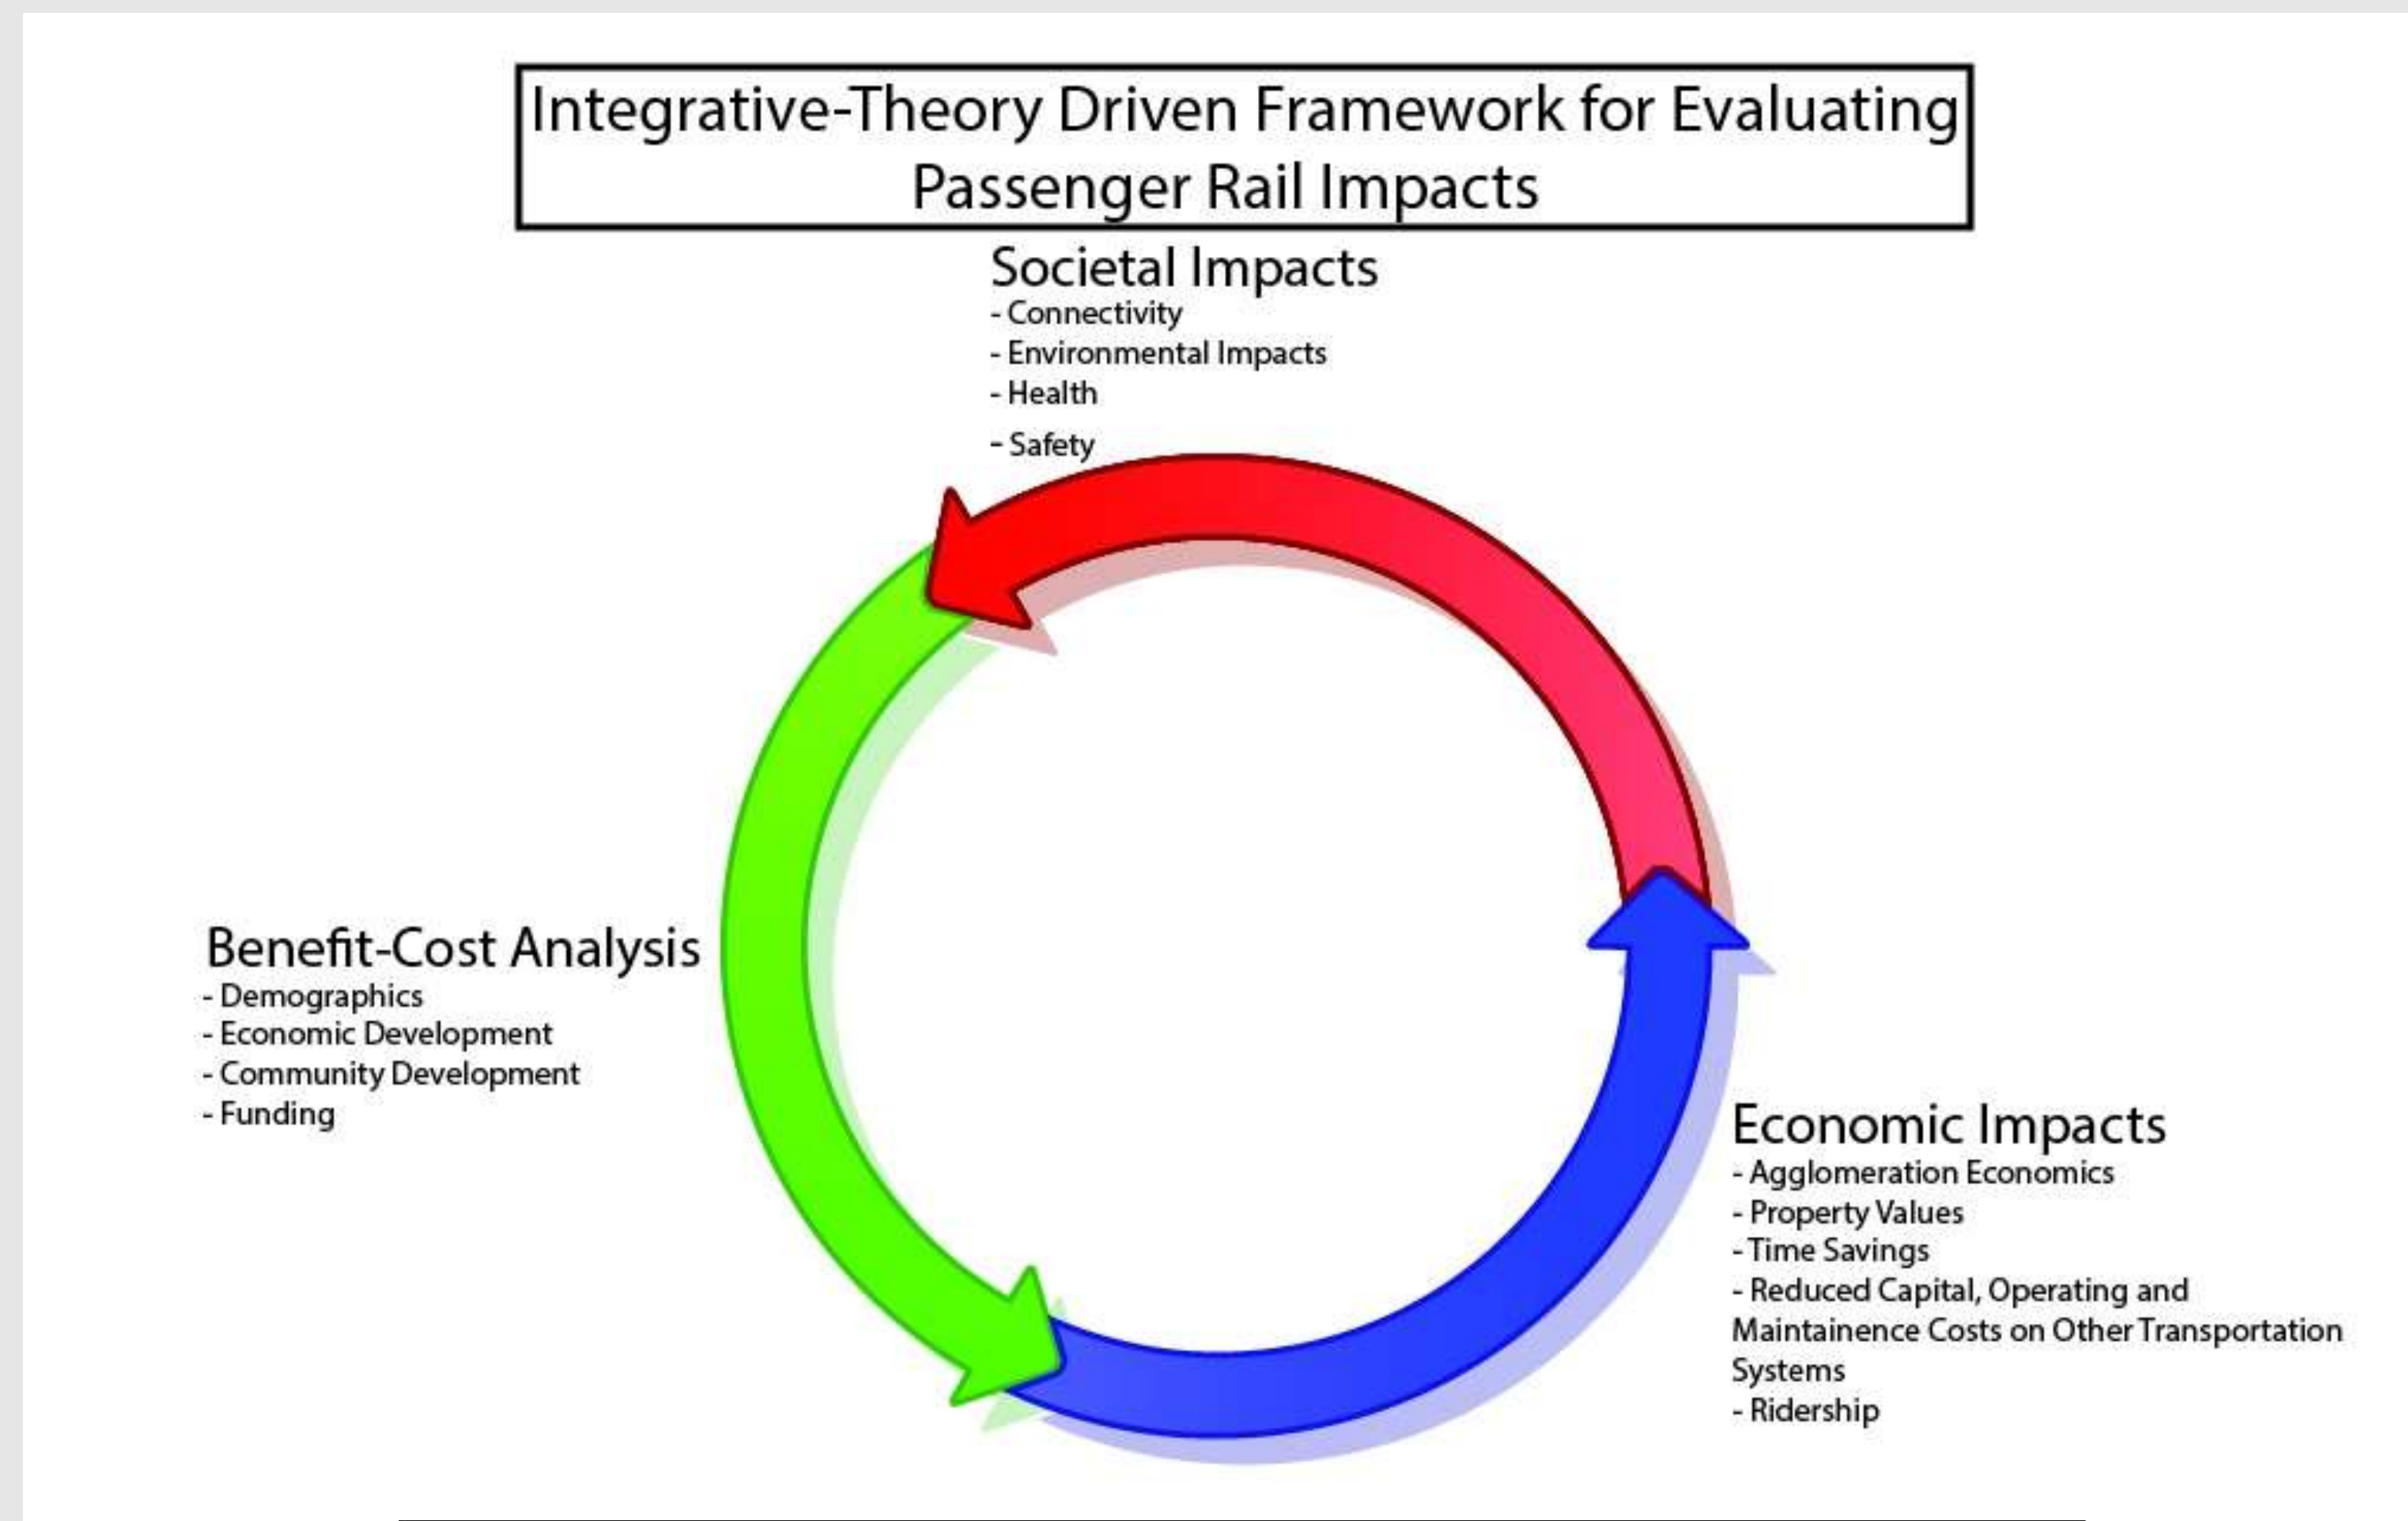 Integrative-Theory Driven Framework for Evaluating
Passenger Rail Impacts
Societal Impacts
- Connectivity
- Environmental Impacts
- Health
- Safety
Benefit-Cost Analysis
- Demographics
- Economic Development
- Community Development
- Funding
Economic Impacts
- Agglomeration Economics
- Property Values
- Time Savings
- Reduced Capital, Operating and
Maintainence Costs on Other Transportation
Systems
- Ridership